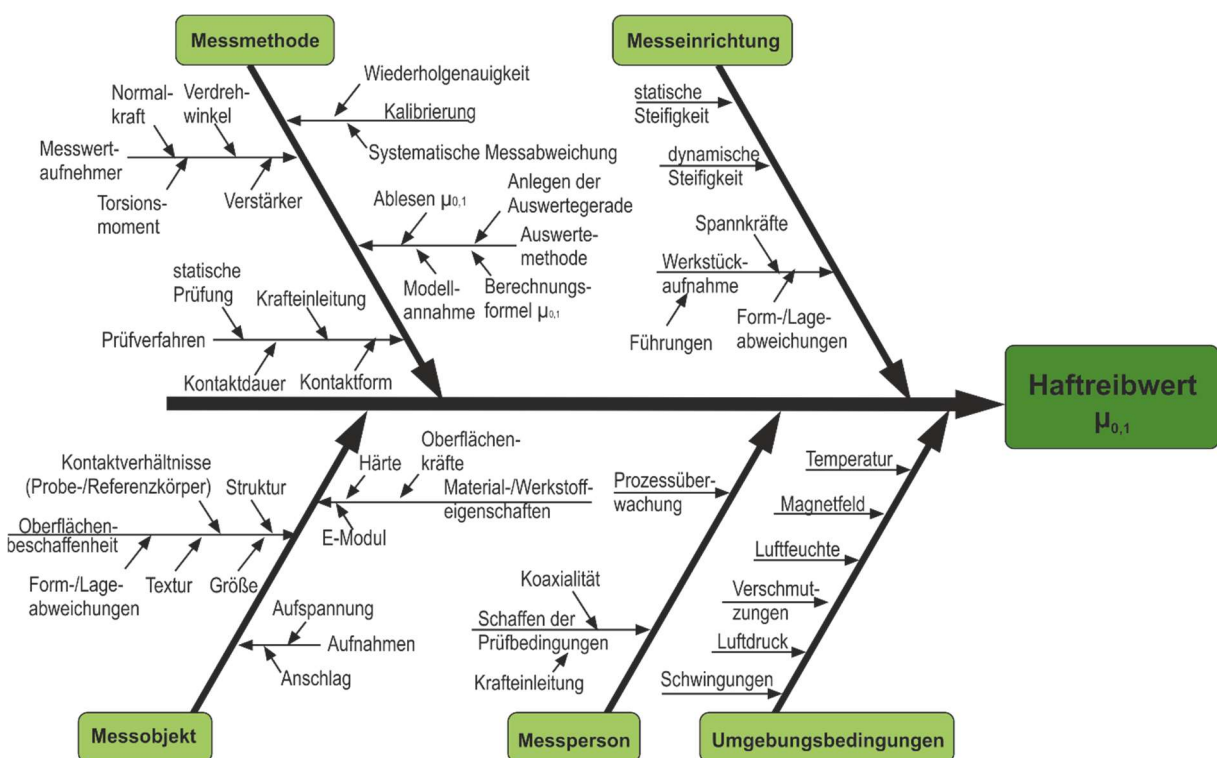 Messmethode
Messeinrichtung
Wiederholgenauigkeit
Kalibrierung
Systematische Messabweichung
Normal-
kraft
Verdreh-
winkel
Messwert-
aufnehmer
Torsions-
moment
Verstärker
Ablesen μ0,1
Anlegen der
Auswertegerade
Auswerte-
methode
Modell-
annahme
Berechnungs-
formel μ0,1
statische
Prüfung
Krafteinleitung
Prüfverfahren
Kontaktdauer
Kontaktform
statische
Steifigkeit
dynamische
Steifigkeit
Spannkräfte
Werkstück-
aufnahme
Führungen
Form-/Lage-
abweichungen
Haftreibwert
μ0,1
Kontaktverhältnisse
(Probe-/Referenzkörper)
Struktur
Oberflächen-
beschaffenheit
Form-/Lage-
abweichungen
Textur
Größe
Härte
Oberflächen-
kräfte
Material-/Werkstoff-
eigenschaften
E-Modul
Aufspannung
Aufnahmen
Anschlag
Prozessüber-
wachung
Koaxialität
Schaffen der
Prüfbedingungen
Krafteinleitung
Temperatur
Magnetfeld
Luftfeuchte
Verschmut-
zungen
Luftdruck
Schwingungen
Messobjekt
Messperson
Umgebungsbedingungen